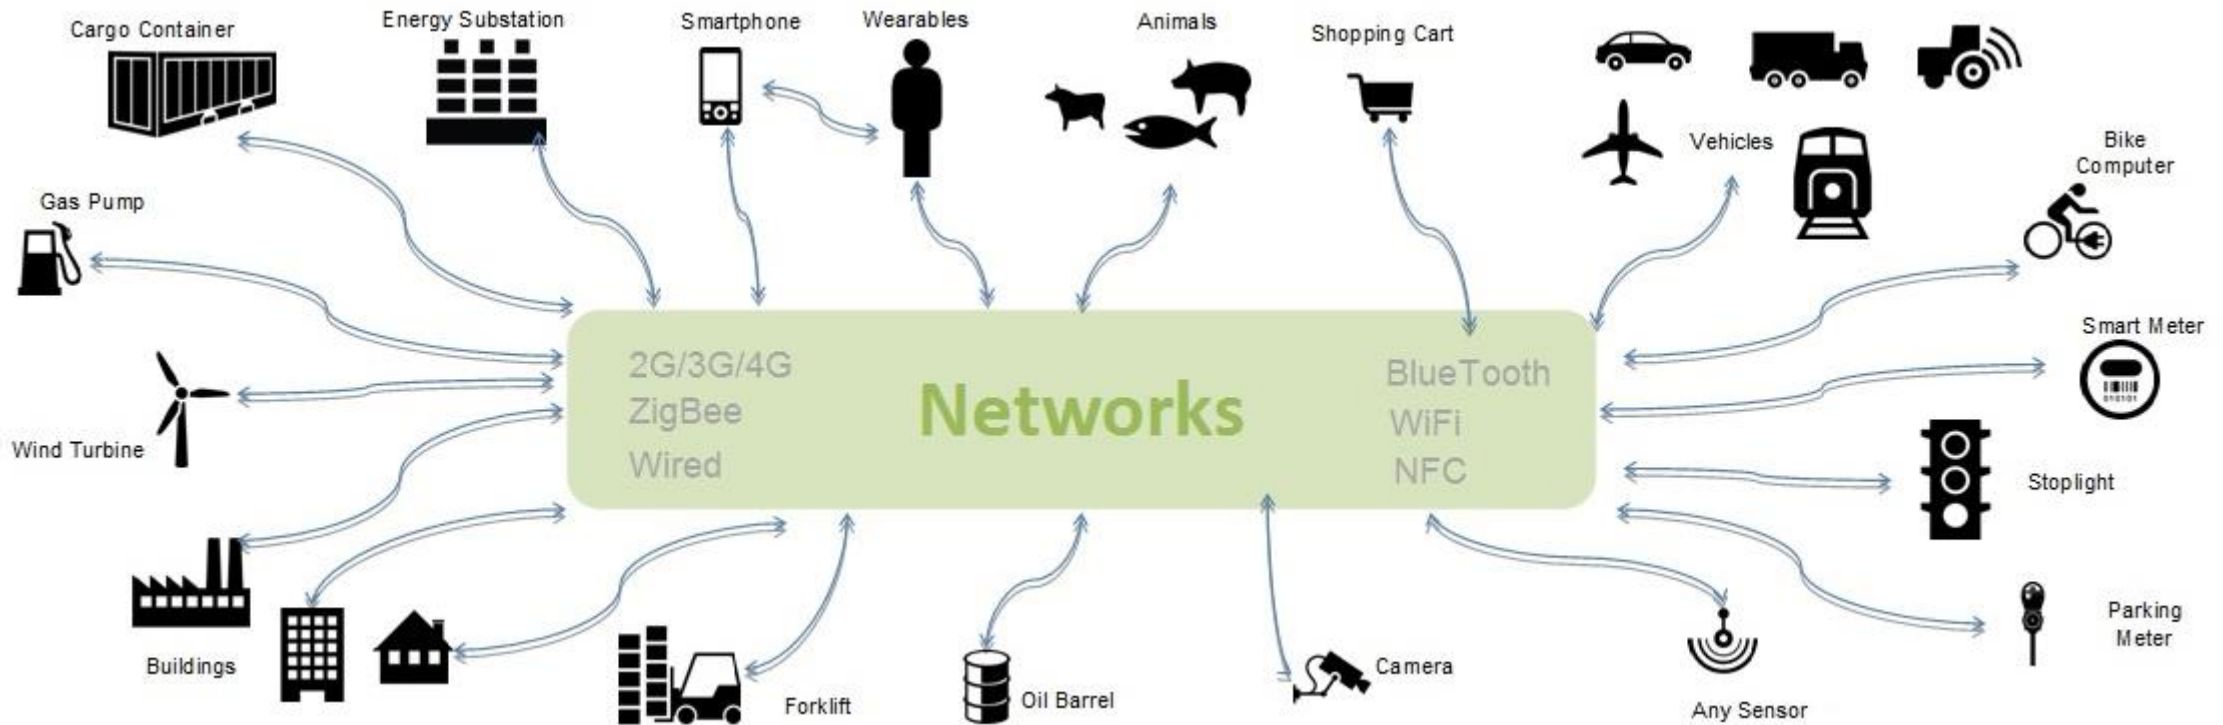 Cargo Container
Energy Substation
Smartphone
Wearables
Animals
Shopping Cart
Vehicles
Bike
Computer
Gas Pump
Smart Meter
010101
2G/3G/4G
ZigBee
Wired
Networks
BlueTooth
WiFi
NFC
Wind Turbine
Stoplight
Buildings
Forklift
Oil Barrel
Camera
Any Sensor
Parking
Meter